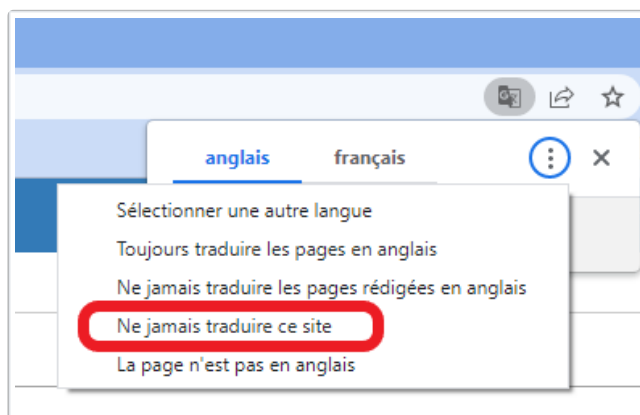 anglais français
Sélectionner une autre langue
Toujours traduire les pages en anglais
Ne jamais traduire les pages rédigées en anglais
Ne jamais traduire ce site
La page n'est pas en anglais